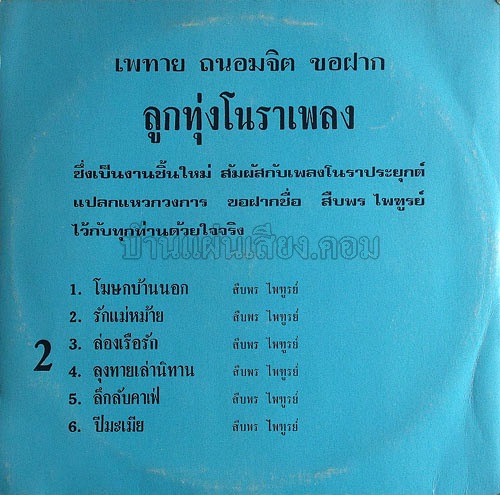 เพทาย ถนอมจิต ขอฝาก
ลูกทุ่งโนราเพลง
ซึ่งเป็นงานชิ้นใหม่ สัมผัสกับเพลงโนราประยุกต์
แปลกแหวกวงการ ขอฝากชื่อ สืบพร ไพฑูรย์
ไว้กับทุกท่านด้วยใจจริง
บ้านแผ่นเสียง.คอม
1. โฆษกบ้านนอก สืบพร ไพฑูรย์
2. รักแม่หม้าย สืบพร ไพฑูรย์
3. ล่องเรือรัก สืบพร ไพฑูรย์
4. ลุงทายเล่านิทาน สืบพร ไพฑูรย์
5. ลึกลับคาเฟ่ สืบพร ไพฑูรย์
6. ปีมะเมีย สืบพร ไพฑูรย์
2